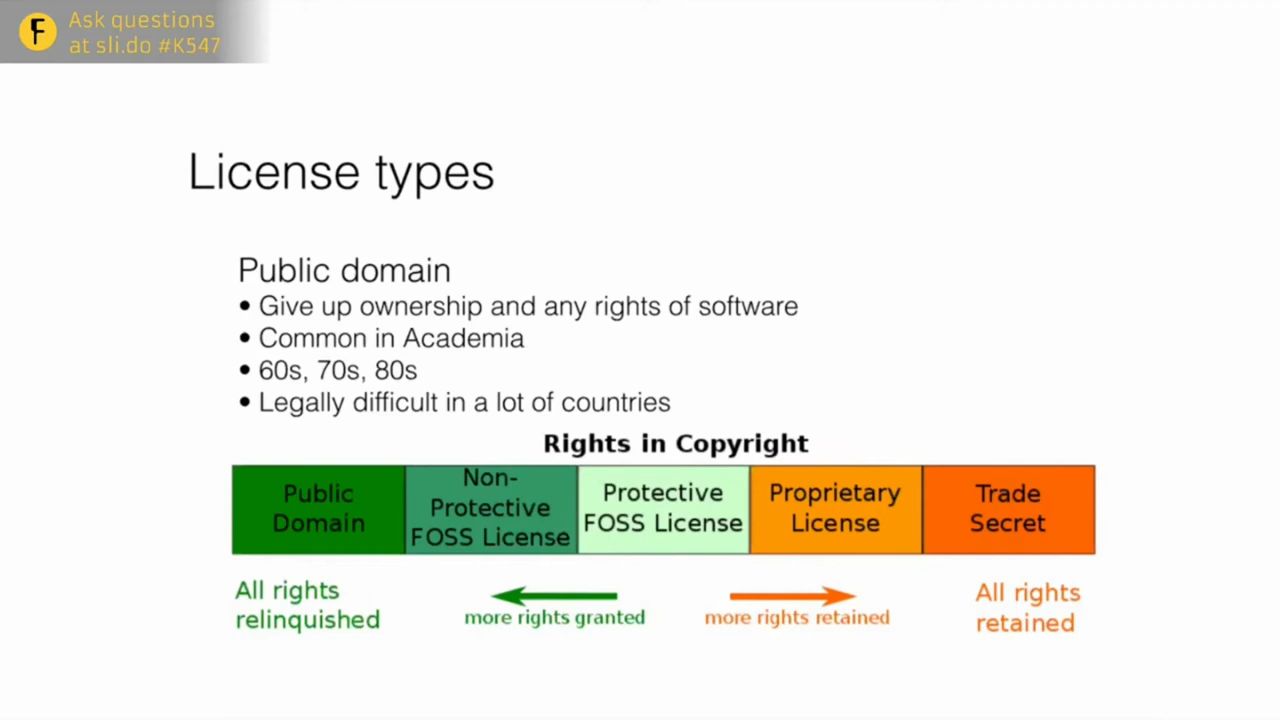 F
Ask questions
at sli.do #K547
License types
Public domain
• Give up ownership and any rights of software
• Common in Academia
• 60s, 70s, 80s
• Legally difficult in a lot of countries
Rights in Copyright
Public
Domain
Non-
Protective
FOSS License
Protective
FOSS License
Proprietary
License
Trade
Secret
All rights
relinquished
more rights granted
more rights retained
All rights
retained